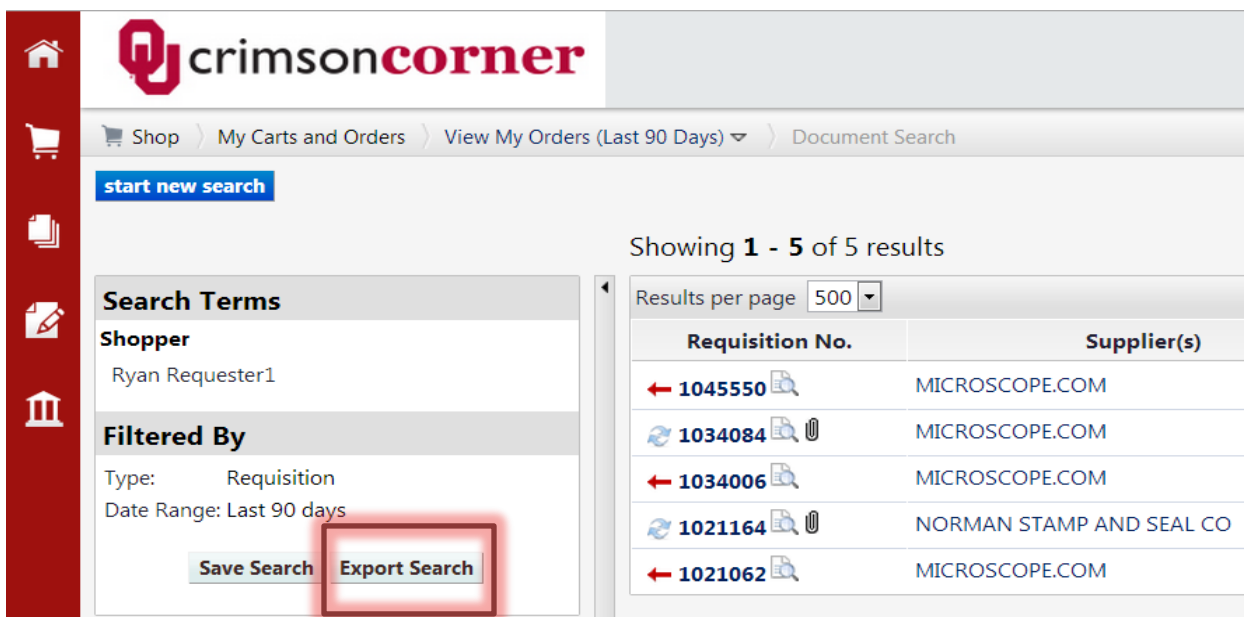 OU crimsoncorner
Shop My Carts and Orders View My Orders (Last 90 Days) Document Search
start new search
Showing 1 - 5 of 5 results
Search Terms
Shopper
Ryan Requester1
Filtered By
Type: Requisition
Date Range: Last 90 days
Save Search Export Search
Results per page 500
Requisition No. Supplier(s)
1045550 MICROSCOPE.COM
1034084 MICROSCOPE.COM
1034006 MICROSCOPE.COM
1021164 NORMAN STAMP AND SEAL CO
1021062 MICROSCOPE.COM